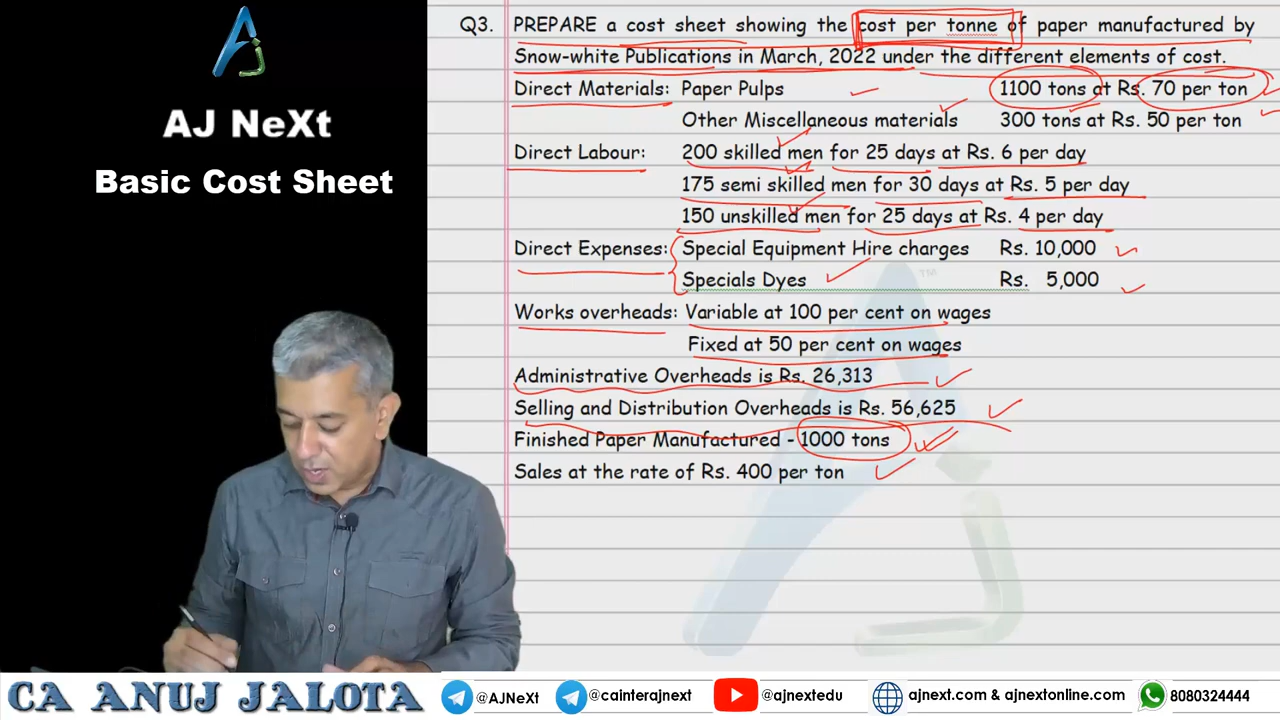 AJ NeXt
Basic Cost Sheet
Q3. PREPARE a cost sheet showing the cost per tonne of paper manufactured by
Snow-white Publications in March, 2022 under the different elements of cost.
Direct Materials: Paper Pulps 1100 tons at Rs. 70 per ton
Other Miscellaneous materials 300 tons at Rs. 50 per ton
Direct Labour: 200 skilled men for 25 days at Rs. 6 per day
175 semi skilled men for 30 days at Rs. 5 per day
150 unskilled men for 25 days at Rs. 4 per day
Direct Expenses: Special Equipment Hire charges Rs. 10,000
Specials Dyes Rs. 5,000
Works overheads: Variable at 100 per cent on wages
Fixed at 50 per cent on wages
Administrative Overheads is Rs. 26,313
Selling and Distribution Overheads is Rs. 56,625
Finished Paper Manufactured - 1000 tons
Sales at the rate of Rs. 400 per ton
CA ANUJ JALOTA @AJNeXt @cainterajnext @ajnextedu ajnext.com & ajnextonline.com 8080324444